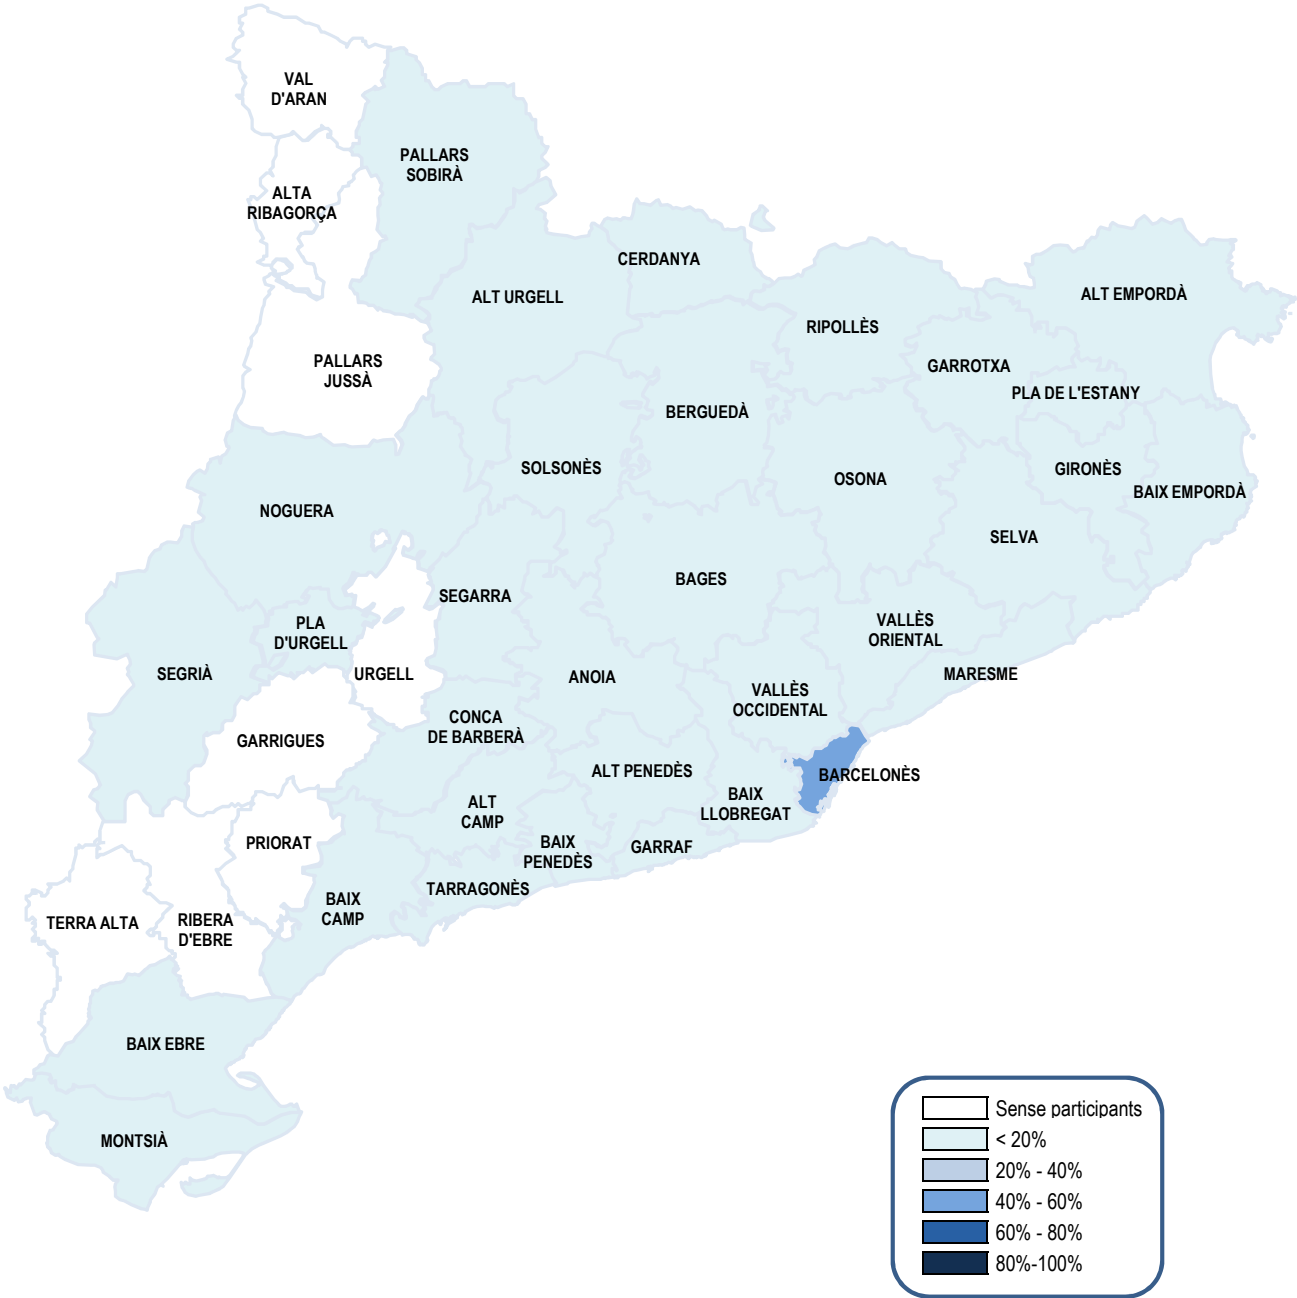 VAL
D'ARAN
PALLARS
SOBIRÀ
ALTA
RIBAGORÇA
CERDANYA
ALT URGELL
ALT EMPORDÀ
RIPOLLÈS
PALLARS
JUSSÀ
GARROTXA
PLA DE L'ESTANY
BERGUEDÀ
SOLSONÈS
OSONA
GIRONÈS
BAIX EMPORDÀ
NOGUERA
SELVA
BAGES
SEGARRA
PLA
D'URGELL
VALLÈS
ORIENTAL
SEGRIÀ
URGELL
ANOIA
MARESME
VALLÈS
OCCIDENTAL
CONCA
DE BARBERÀ
GARRIGUES
ALT PENEDÈS
BARCELONÈS
BAIX
LLOBREGAT
ALT
CAMP
PRIORAT
BAIX
PENEDÈS
GARRAF
TARRAGONÈS
BAIX
CAMP
TERRA ALTA
RIBERA
D'EBRE
BAIX EBRE
MONTSIÀ
Sense participants
< 20%
20% - 40%
40% - 60%
60% - 80%
80%-100%